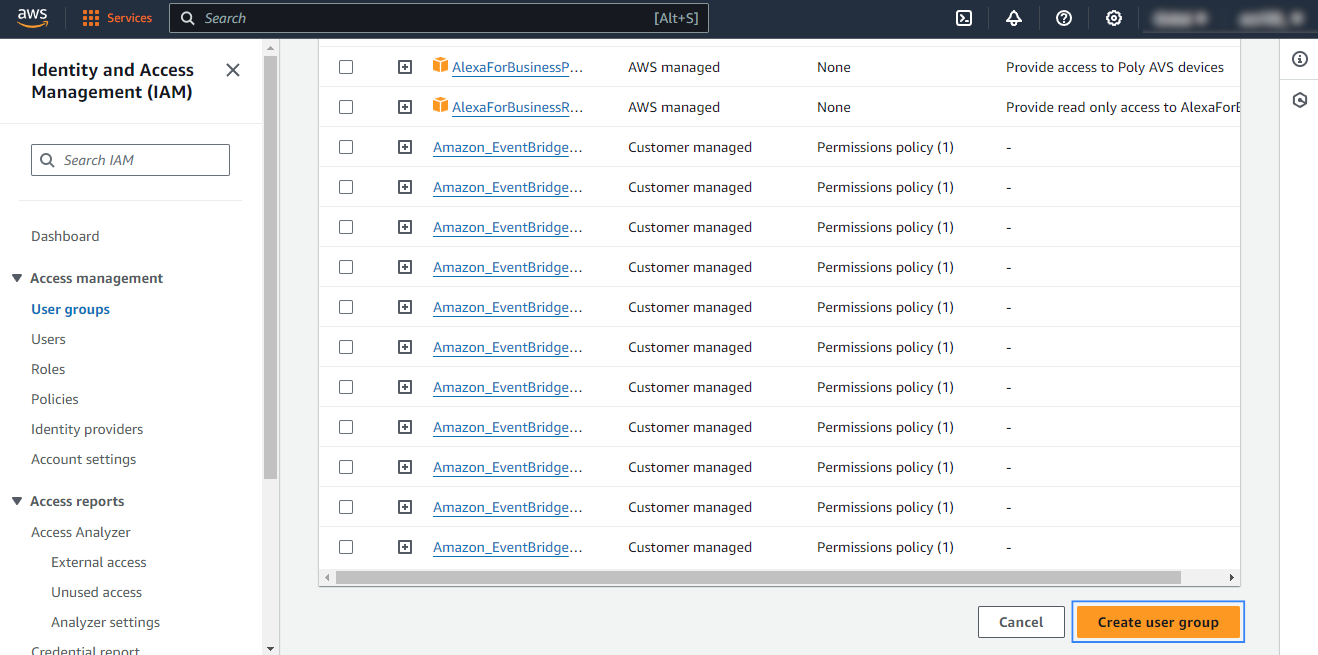 aws
Services
Search
[Alt+S]
Identity and Access
Management (IAM)
Search IAM
Dashboard
Access management
User groups
Users
Roles
Policies
Identity providers
Account settings
Access reports
Access Analyzer
External access
Unused access
Analyzer settings
Credential report
AlexaForBusinessP... AWS managed None Provide access to Poly AVS devices
AlexaForBusinessR... AWS managed None Provide read only access to AlexaForB
Amazon_EventBridge... Customer managed Permissions policy (1) -
Amazon_EventBridge... Customer managed Permissions policy (1) -
Amazon_EventBridge... Customer managed Permissions policy (1) -
Amazon_EventBridge... Customer managed Permissions policy (1) -
Amazon_EventBridge... Customer managed Permissions policy (1) -
Amazon_EventBridge... Customer managed Permissions policy (1) -
Amazon_EventBridge... Customer managed Permissions policy (1) -
Amazon_EventBridge... Customer managed Permissions policy (1) -
Amazon_EventBridge... Customer managed Permissions policy (1) -
Amazon_EventBridge... Customer managed Permissions policy (1) -
Amazon_EventBridge... Customer managed Permissions policy (1) -
Cancel
Create user group